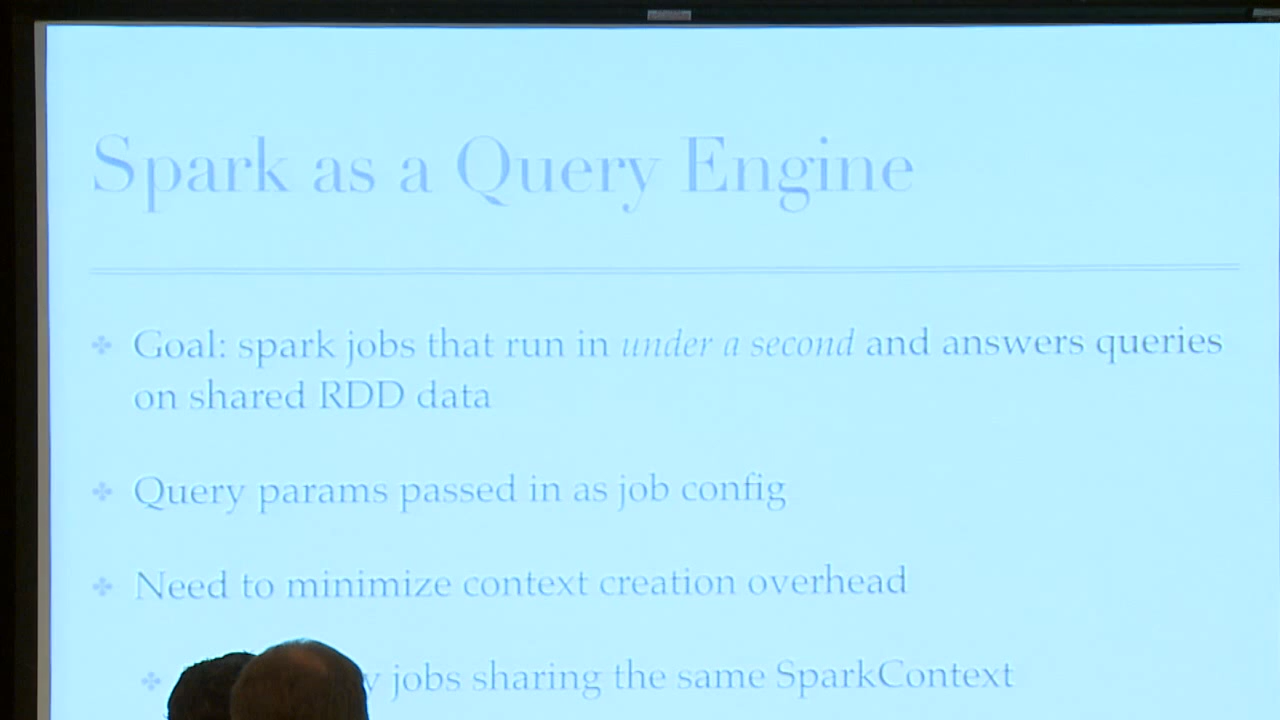 Spark as a Query Engine
Goal: spark jobs that run in under a second and answers queries
on shared RDD data
Query params passed in as job config
Need to minimize context creation overhead
jobs sharing the same SparkContext